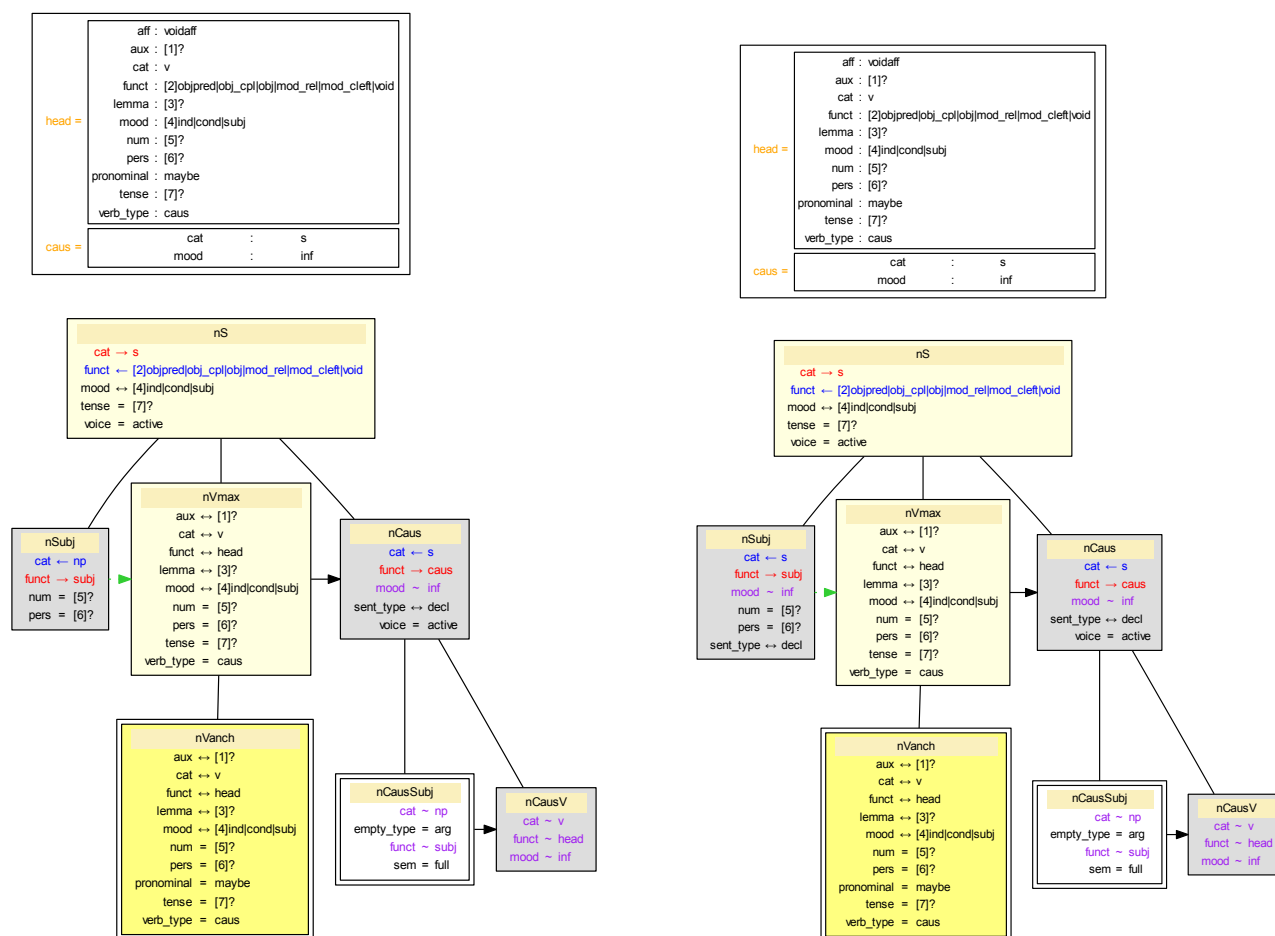 aff : voidaff
aux : [1]?
cat : v
funct : [2]objpred|obj_cpl|obj|mod_rel|mod_cleft|void
lemma : [3]?
head =
mood : [4]ind|cond|subj
num : [5]?
pers : [6]?
pronominal : maybe
tense : [7]?
verb_type : caus
caus =
cat : s
mood : inf
nS
cat → s
funct ← [2]objpred|obj_cpl|obj|mod_rel|mod_cleft|void
mood ↔ [4]ind|cond|subj
tense = [7]?
voice = active
nSubj
cat ← np
funct → subj
num = [5]?
pers = [6]?
nVmax
aux ↔ [1]?
cat ↔ v
funct ↔ head
lemma ↔ [3]?
mood ↔ [4]ind|cond|subj
num = [5]?
pers = [6]?
tense = [7]?
verb_type = caus
nCaus
cat ← s
funct → caus
mood ~ inf
sent_type ↔ decl
voice = active
nVanch
aux ↔ [1]?
cat ↔ v
funct ↔ head
lemma ↔ [3]?
mood ↔ [4]ind|cond|subj
num = [5]?
pers = [6]?
pronominal = maybe
tense = [7]?
verb_type = caus
nCausSubj
cat ~ np
empty_type = arg
funct ~ subj
sem = full
nCausV
cat ~ v
funct ~ head
mood ~ inf
aff : voidaff
aux : [1]?
cat : v
funct : [2]objpred|obj_cpl|obj|mod_rel|mod_cleft|void
lemma : [3]?
head =
mood : [4]ind|cond|subj
num : [5]?
pers : [6]?
pronominal : maybe
tense : [7]?
verb_type : caus
caus =
cat : s
mood : inf
nS
cat → s
funct ← [2]objpred|obj_cpl|obj|mod_rel|mod_cleft|void
mood ↔ [4]ind|cond|subj
tense = [7]?
voice = active
nSubj
cat ← s
funct → subj
mood ~ inf
num = [5]?
pers = [6]?
sent_type ↔ decl
nVmax
aux ↔ [1]?
cat ↔ v
funct ↔ head
lemma ↔ [3]?
mood ↔ [4]ind|cond|subj
num = [5]?
pers = [6]?
tense = [7]?
verb_type = caus
nCaus
cat ← s
funct → caus
mood ~ inf
sent_type ↔ decl
voice = active
nVanch
aux ↔ [1]?
cat ↔ v
funct ↔ head
lemma ↔ [3]?
mood ↔ [4]ind|cond|subj
num = [5]?
pers = [6]?
pronominal = maybe
tense = [7]?
verb_type = caus
nCausSubj
cat ~ np
empty_type = arg
funct ~ subj
sem = full
nCausV
cat ~ v
funct ~ head
mood ~ inf